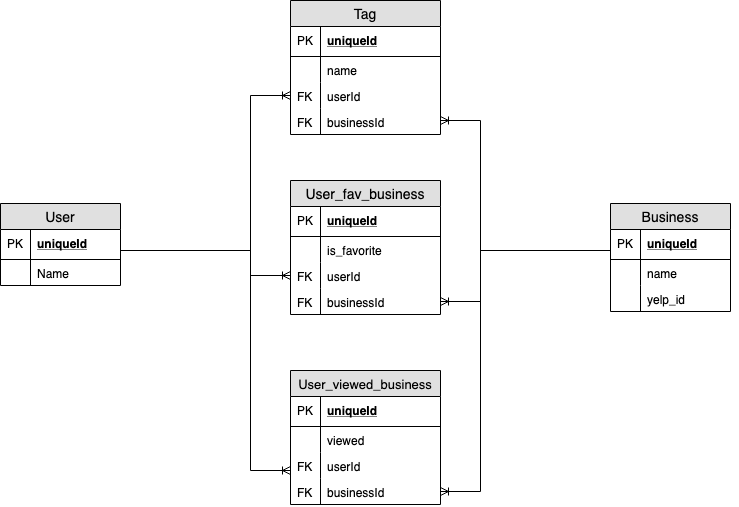 Tag
PK uniqueId
name
FK userId
FK businessId
User_fav_business
PK uniqueId
is_favorite
FK userId
FK businessId
User
PK uniqueId
Name
Business
PK uniqueId
name
yelp_id
User_viewed_business
PK uniqueId
viewed
FK userId
FK businessId